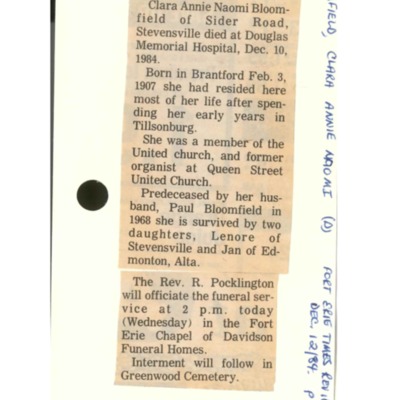 Clara Annie Naomi Bloom-
field of Sider Road,
Stevensville died at Douglas
Memorial Hospital, Dec. 10,
1984.
Born in Brantford Feb. 3,
1907 she had resided here
most of her life after spen-
ding her early years in
Tillsonburg.
She was a member of the
United church, and former
organist at Queen Street
United Church.
Predeceased by her hus-
band, Paul Bloomfield in
1968 she is survived by two
daughters, Lenore of
Stevensville and Jan of Ed-
monton, Alta.
The Rev. R. Pocklington
will officiate the funeral ser-
vice at 2 p.m. today
(Wednesday) in the Fort
Erie Chapel of Davidson
Funeral Homes.
Interment will follow in
Greenwood Cemetery.
FIELD, CLARA ANNIE NAOMI (D) FORT ERIE TIMES REVIE
DEC, 12/84. P